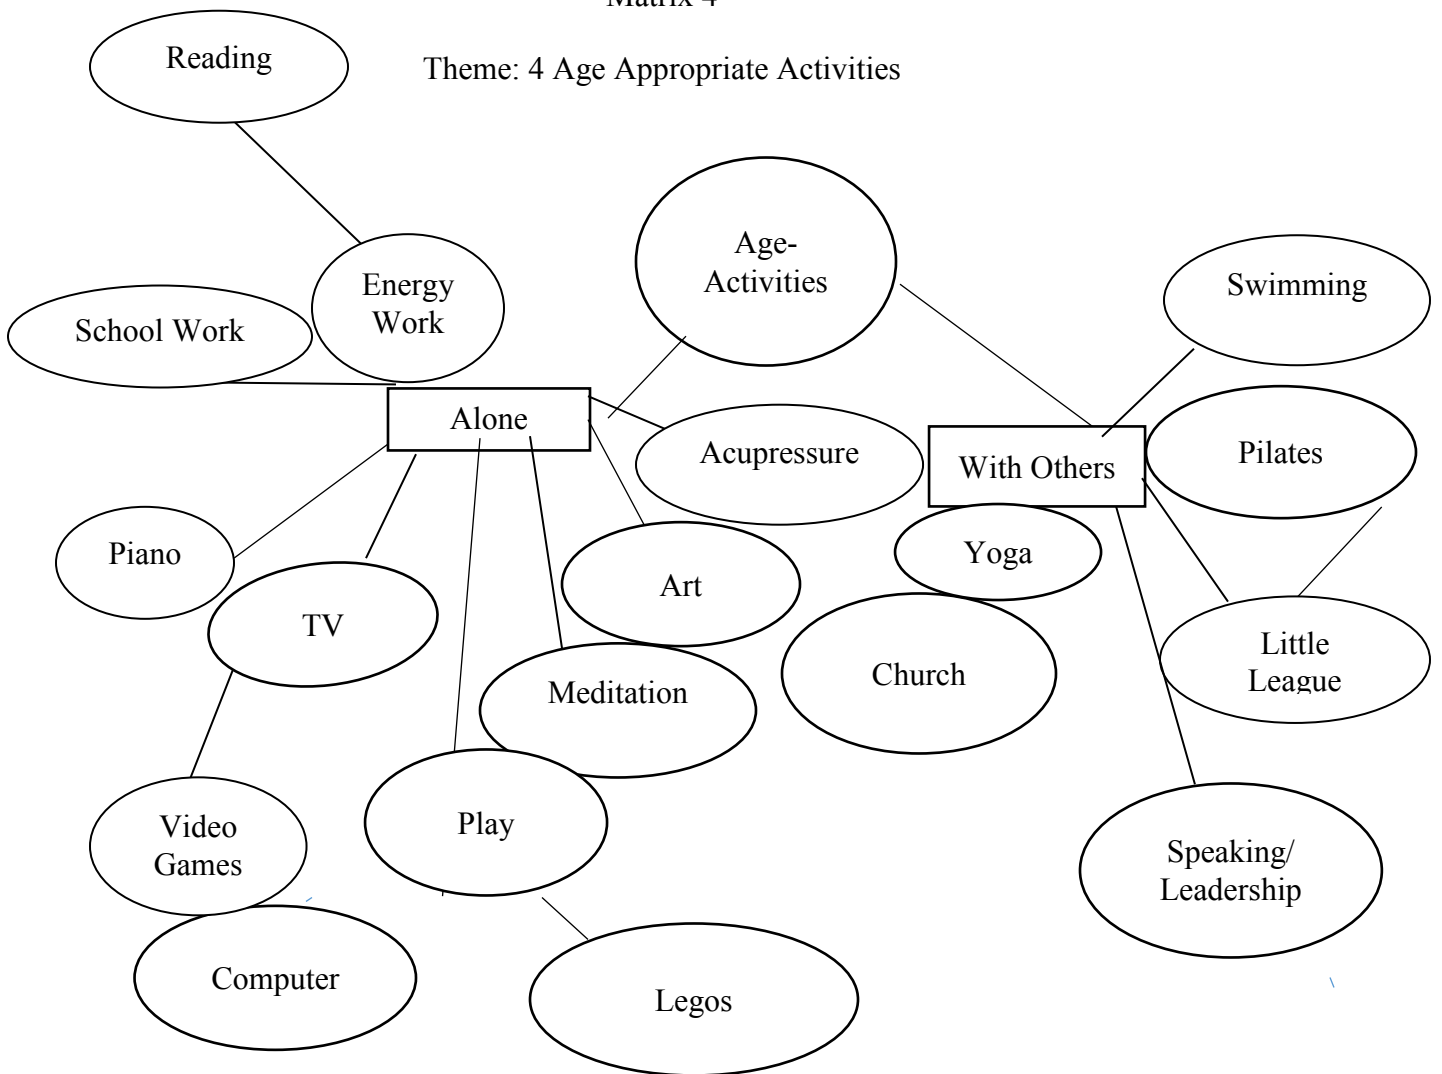 Matrix 4
Theme: 4 Age Appropriate Activities
Reading
Age-
Activities
Energy
Work
School Work
Swimming
Alone
Acupressure
With Others
Pilates
Piano
TV
Art
Yoga
Church
Little
League
Meditation
Video
Games
Play
Speaking/
Leadership
Computer
Legos